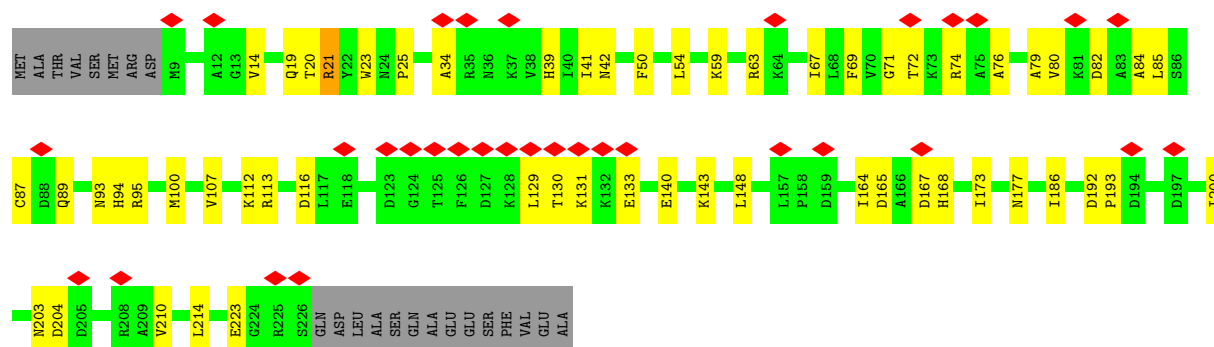 MET ALA THR VAL SER MET ARG ASP M9 A12 G13 V14 Q19 T20 R21 Y22 W23 N24 P25 A34 R35 N36 K37 V38 H39 I40 I41 N42 F50 L54 K59 R63 K64 I67 L68 F69 V70 G71 T72 K73 R74 A75 A76 A79 V80 K81 D82 A83 A84 L85 S86
C87 D88 Q89 N93 H94 R95 M100 V107 K112 R113 D116 L117 E118 D123 G124 T125 F126 D127 K128 L129 T130 K131 K132 E133 E140 K143 L148 L157 P158 D159 I164 D165 A166 D167 H168 I173 N177 I186 D192 P193 D194 D197
N203 D204 D205 R208 A209 V210 L214 E223 G224 R225 S226 GLN ASP LEU ALA SER GLN ALA GLU GLU SER PHE VAL GLU ALA